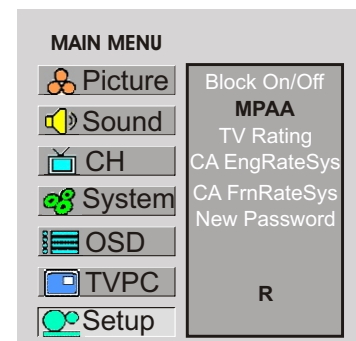 MAIN MENU
Picture
Sound
CH
System
OSD
TVPC
Setup
Block On/Off
MPAA
TV Rating
CA EngRateSys
CA FrnRateSys
New Password
R